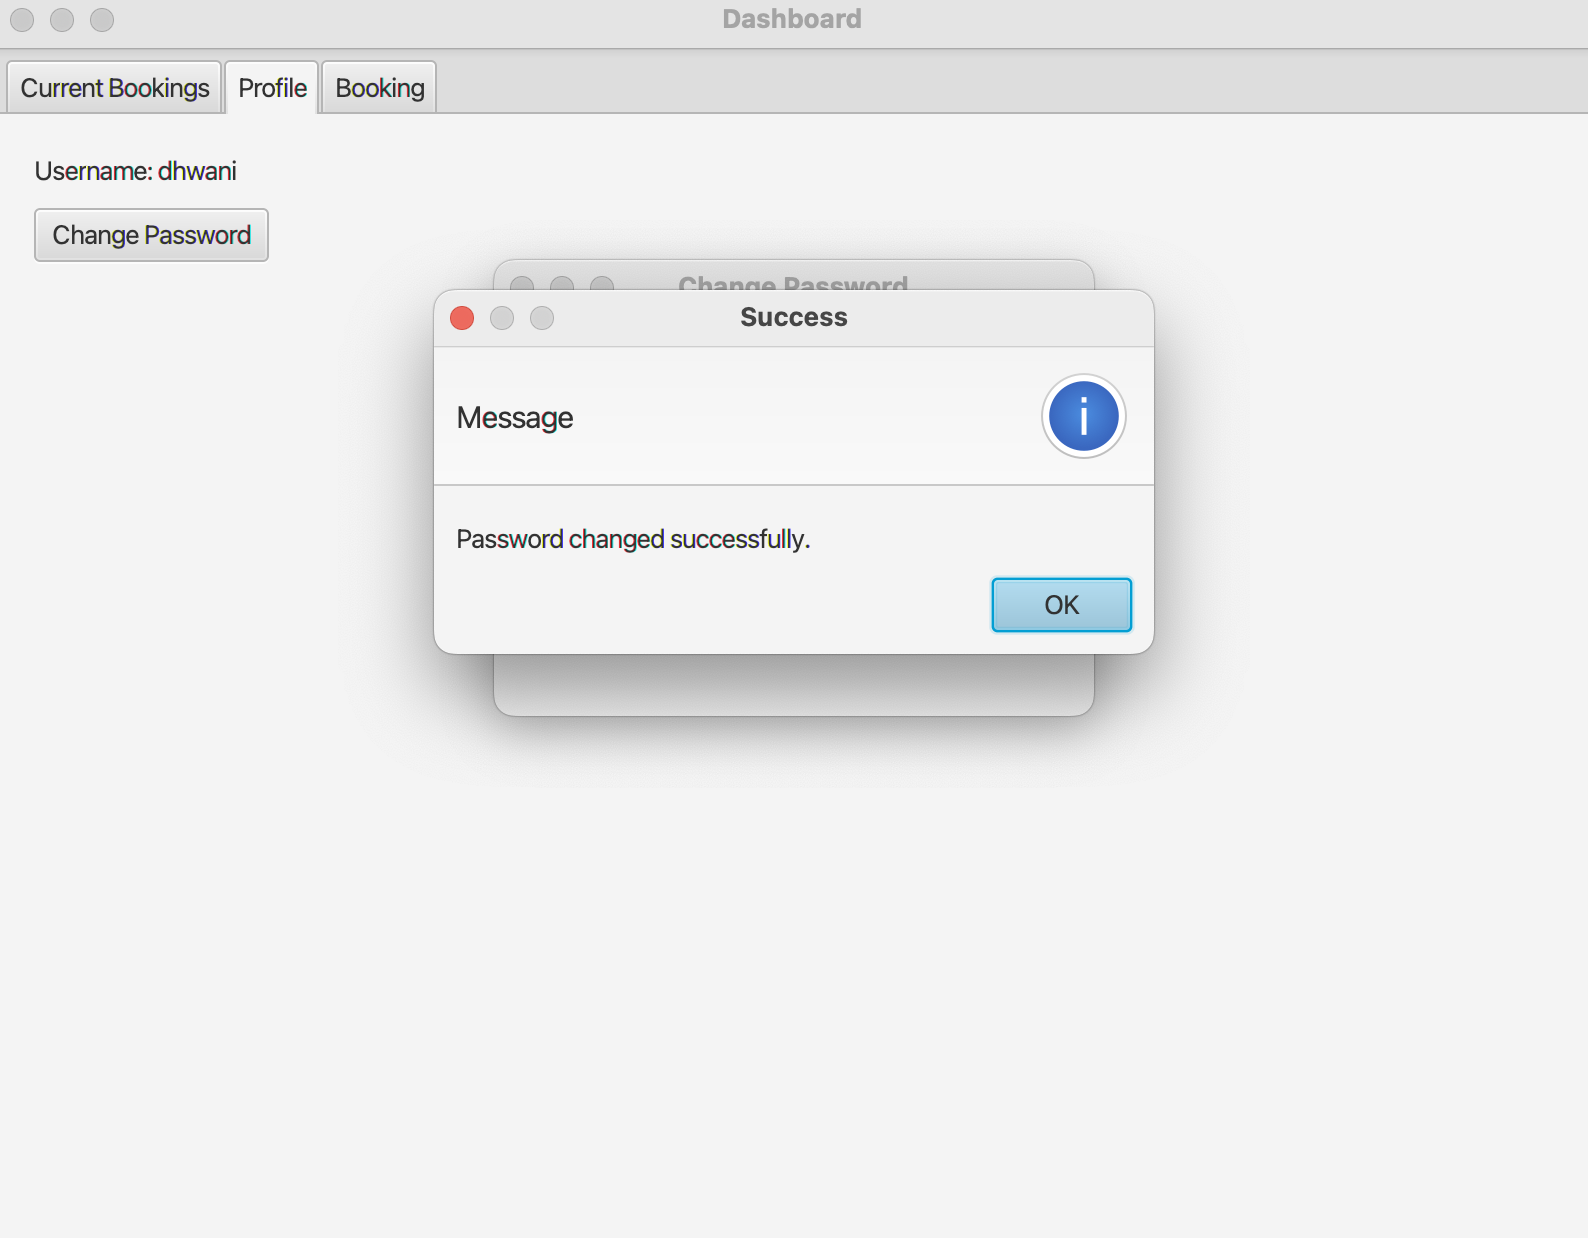 Dashboard
Current Bookings
Profile
Booking
Username: dhwani
Change Password
Change Password
Success
Message
i
Password changed successfully.
OK